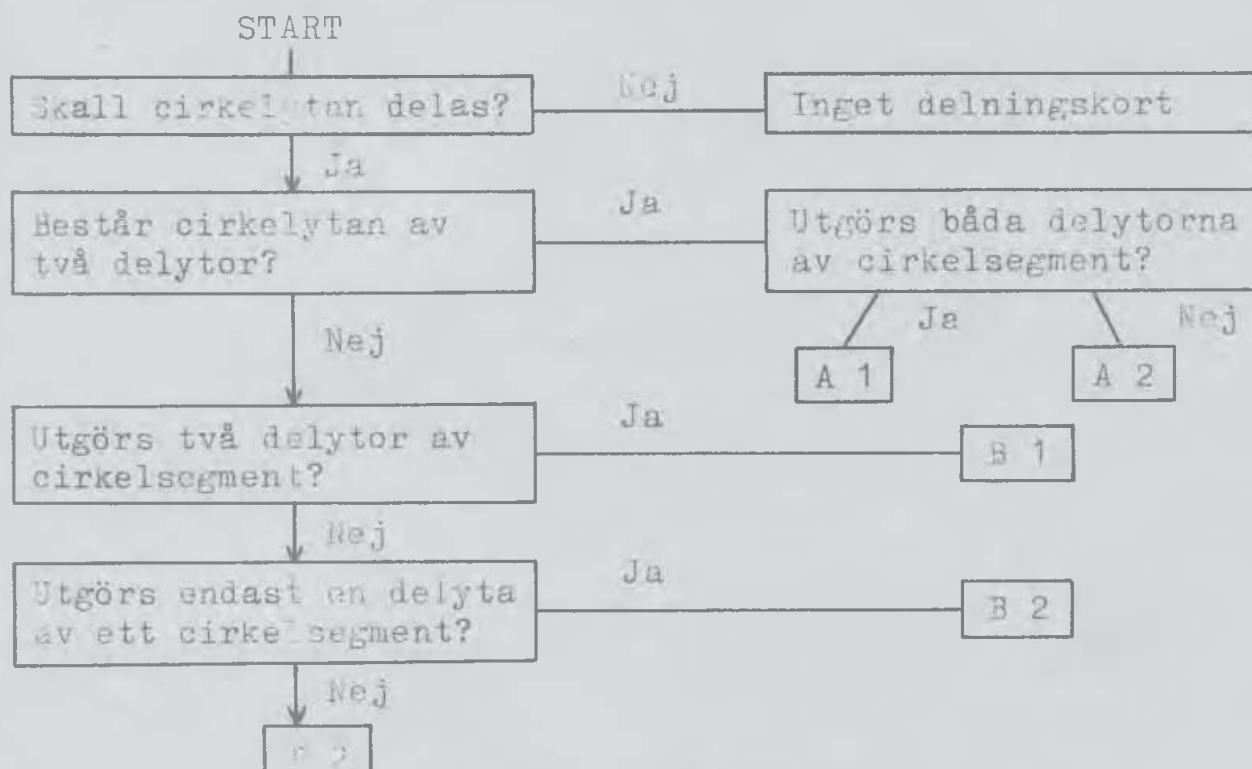 START
Skall cirkelytan delas?
Nej
Inget delningskort
Ja
Består cirkelytan av
två delytor?
Ja
Utgörs båda delytorna
av cirkelsegment?
Ja
Nej
Nej
A 1
A 2
Utgörs två delytor av
cirkelsegment?
Ja
B 1
Nej
Utgörs endast en delyta
av ett cirkelsegment?
Ja
B 2
Nej